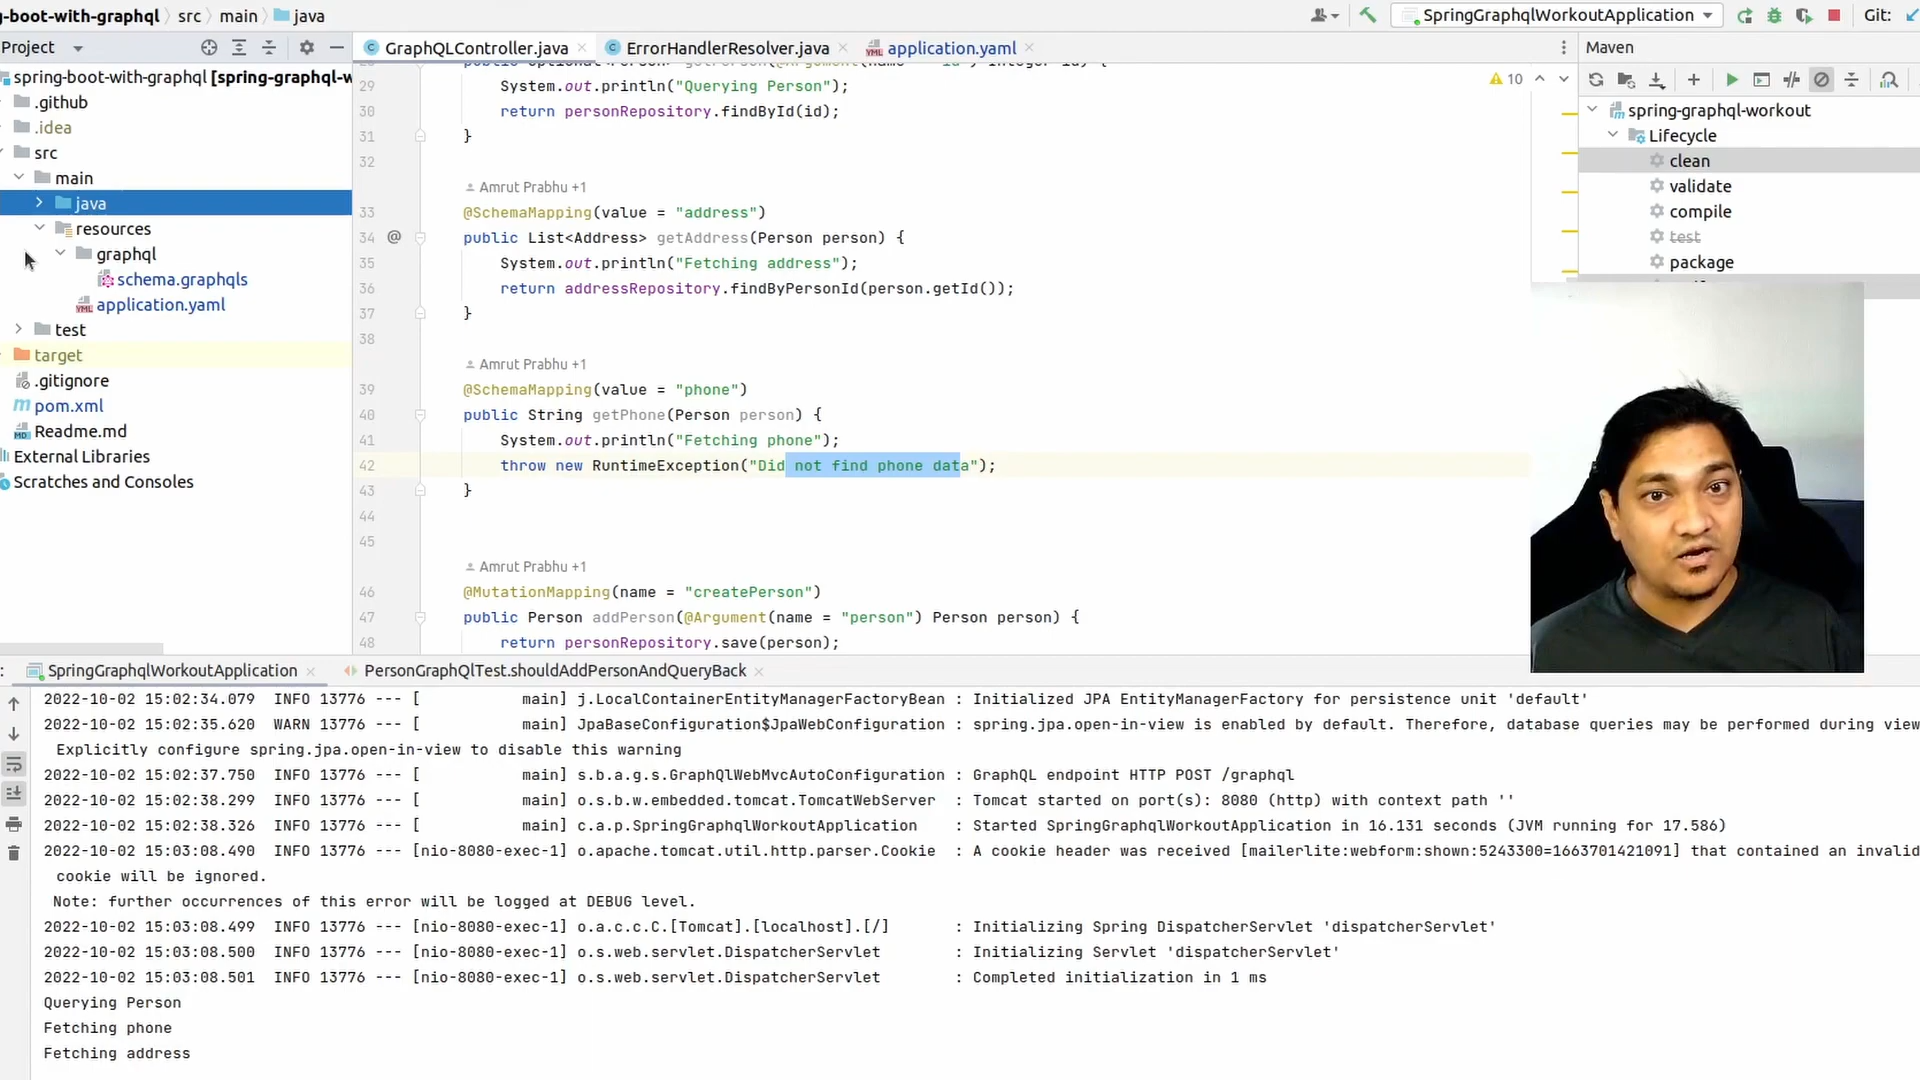 g-boot-with-graphql
src
main
java
SpringGraphqlWorkoutApplication
Git:
Project
GraphQLController.java
ErrorHandlerResolver.java
application.yaml
Maven
spring-boot-with-graphql [spring-graphql-w
.github
.idea
src
main
java
resources
graphql
schema.graphqls
application.yaml
test
target
.gitignore
pom.xml
Readme.md
External Libraries
Scratches and Consoles
29 System.out.println("Querying Person");
30 return personRepository.findById(id);
31 }
32
Amrut Prabhu +1
33 @SchemaMapping(value = "address")
34 @ public List<Address> getAddress(Person person) {
35 System.out.println("Fetching address");
36 return addressRepository.findByPersonId(person.getId());
37 }
38
Amrut Prabhu +1
39 @SchemaMapping(value = "phone")
40 public String getPhone(Person person) {
41 System.out.println("Fetching phone");
42 throw new RuntimeException("Did not find phone data");
43 }
44
45
Amrut Prabhu +1
46 @MutationMapping(name = "createPerson")
47 public Person addPerson(@Argument(name = "person") Person person) {
48 return personRepository.save(person);
10
spring-graphql-workout
Lifecycle
clean
validate
compile
test
package
: SpringGraphqlWorkoutApplication
PersonGraphQlTest.shouldAddPersonAndQueryBack
2022-10-02 15:02:34.079 INFO 13776 --- [ main] j.LocalContainerEntityManagerFactoryBean : Initialized JPA EntityManagerFactory for persistence unit 'default'
2022-10-02 15:02:35.620 WARN 13776 --- [ main] JpaBaseConfiguration$JpaWebConfiguration : spring.jpa.open-in-view is enabled by default. Therefore, database queries may be performed during view
Explicitly configure spring.jpa.open-in-view to disable this warning
2022-10-02 15:02:37.750 INFO 13776 --- [ main] s.b.a.g.s.GraphQlWebMvcAutoConfiguration : GraphQL endpoint HTTP POST /graphql
2022-10-02 15:02:38.299 INFO 13776 --- [ main] o.s.b.w.embedded.tomcat.TomcatWebServer : Tomcat started on port(s): 8080 (http) with context path ''
2022-10-02 15:02:38.326 INFO 13776 --- [ main] c.a.p.SpringGraphqlWorkoutApplication : Started SpringGraphqlWorkoutApplication in 16.131 seconds (JVM running for 17.586)
2022-10-02 15:03:08.490 INFO 13776 --- [nio-8080-exec-1] o.apache.tomcat.util.http.parser.Cookie : A cookie header was received [mailerlite:webform:shown:5243300=1663701421091] that contained an invalid
cookie will be ignored.
Note: further occurrences of this error will be logged at DEBUG level.
2022-10-02 15:03:08.499 INFO 13776 --- [nio-8080-exec-1] o.a.c.c.C.[Tomcat].[localhost].[/] : Initializing Spring DispatcherServlet 'dispatcherServlet'
2022-10-02 15:03:08.500 INFO 13776 --- [nio-8080-exec-1] o.s.web.servlet.DispatcherServlet : Initializing Servlet 'dispatcherServlet'
2022-10-02 15:03:08.501 INFO 13776 --- [nio-8080-exec-1] o.s.web.servlet.DispatcherServlet : Completed initialization in 1 ms
Querying Person
Fetching phone
Fetching address